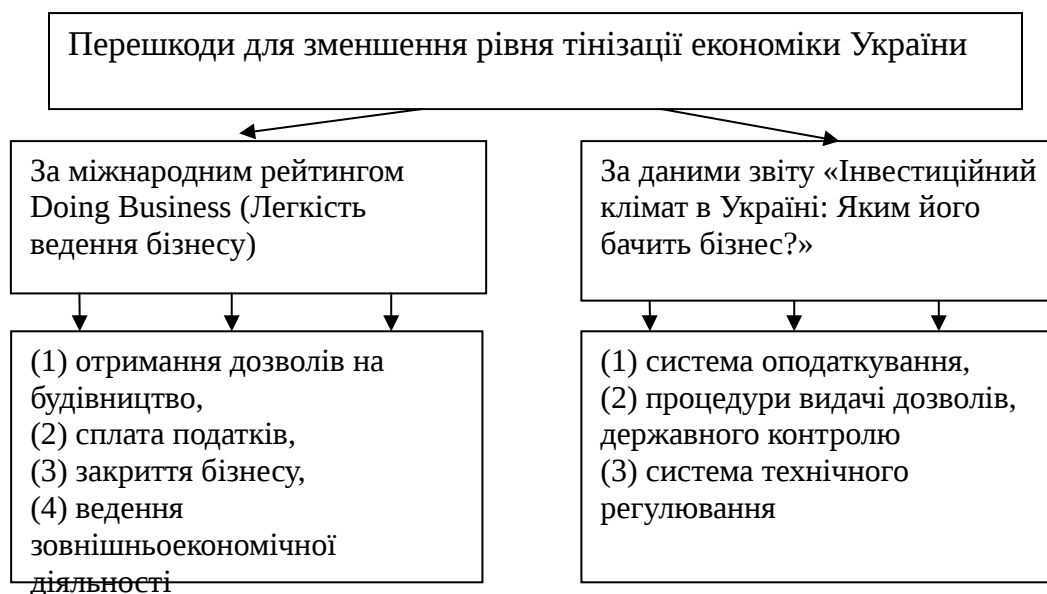 Перешкоди для зменшення рівня тінізації економіки України
За міжнародним рейтингом
Doing Business (Легкість
ведення бізнесу)
За даними звіту «Інвестиційний
клімат в Україні: Яким його
бачить бізнес?»
(1) отримання дозволів на
будівництво,
(2) сплата податків,
(3) закриття бізнесу,
(4) ведення
зовнішньоекономічної
діяльності
(1) система оподаткування,
(2) процедури видачі дозволів,
державного контролю
(3) система технічного
регулювання